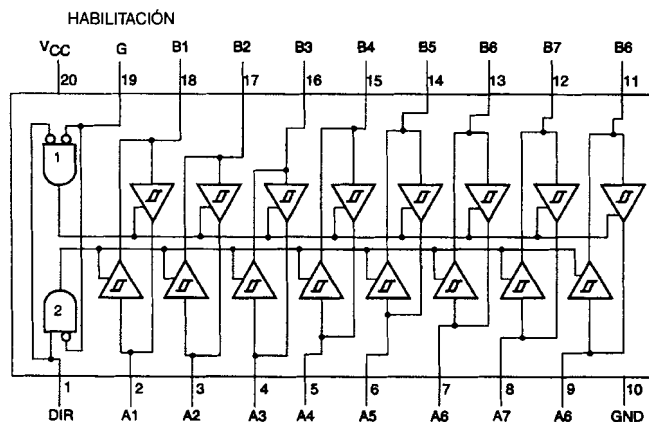 HABILITACIÓN
VCC G B1 B2 B3 B4 B5 B6 B7 B6
20 19 18 17 16 15 14 13 12 11
1
2
1 2 3 4 5 6 7 8 9 10
DIR A1 A2 A3 A4 A5 A6 A7 A6 GND